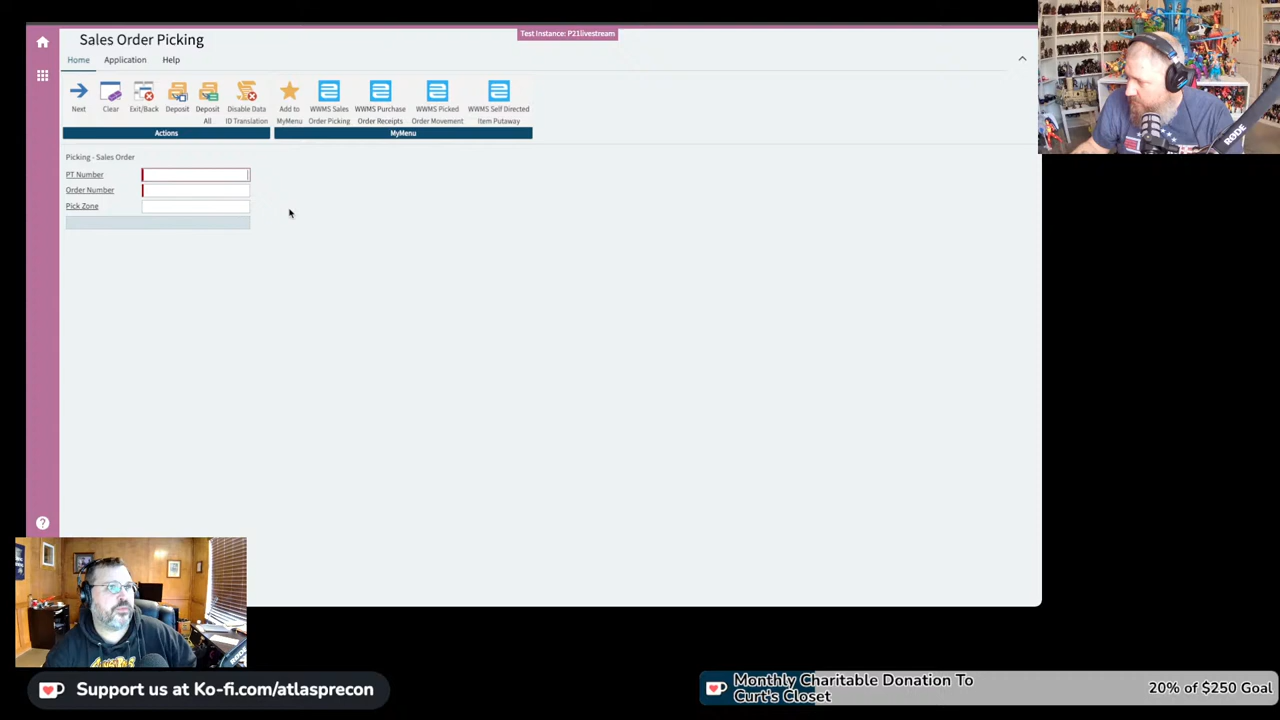 Test Instance: P21livestream
Sales Order Picking
Home
Application
Help
Next
Clear
Exit/Back
Deposit
Deposit
All
Disable Data
ID Translation
Add to
MyMenu
WWMS Sales
Order Picking
WWMS Purchase
Order Receipts
WWMS Picked
Order Movement
WWMS Self Directed
Item Putaway
Actions
MyMenu
Picking - Sales Order
PT Number
Order Number
Pick Zone
?
RØDE
Support us at Ko-fi.com/atlasprecon
Monthly Charitable Donation To
Curt's Closet
20% of $250 Goal